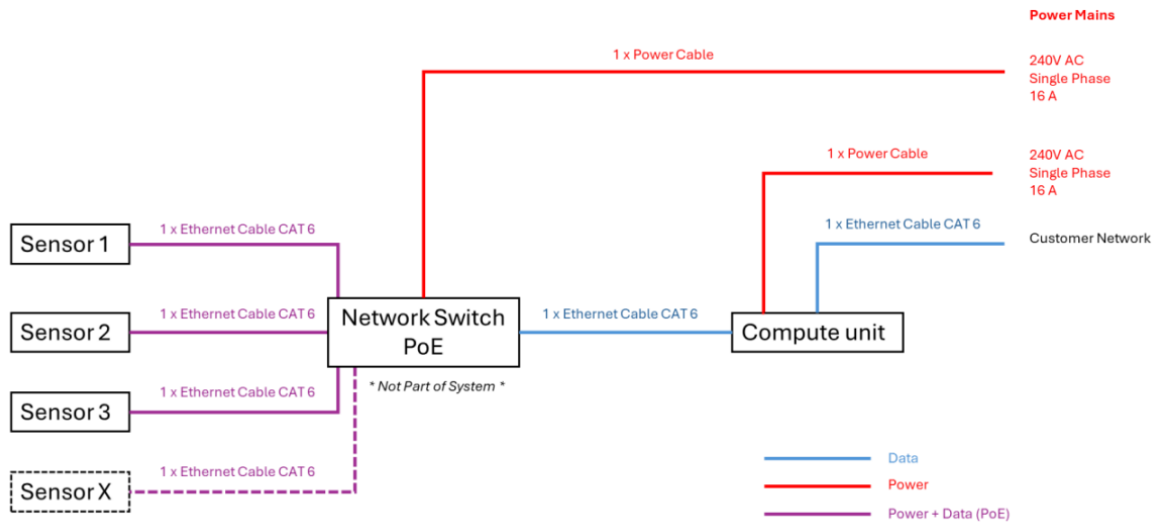 Power Mains
1 x Power Cable
240V AC
Single Phase
16 A
1 x Power Cable
240V AC
Single Phase
16 A
1 x Ethernet Cable CAT 6
Customer Network
1 x Ethernet Cable CAT 6
Sensor 1
1 x Ethernet Cable CAT 6
Sensor 2
Network Switch
PoE
* Not Part of System *
1 x Ethernet Cable CAT 6
Compute unit
1 x Ethernet Cable CAT 6
Sensor 3
1 x Ethernet Cable CAT 6
Sensor X
Data
Power
Power + Data (PoE)